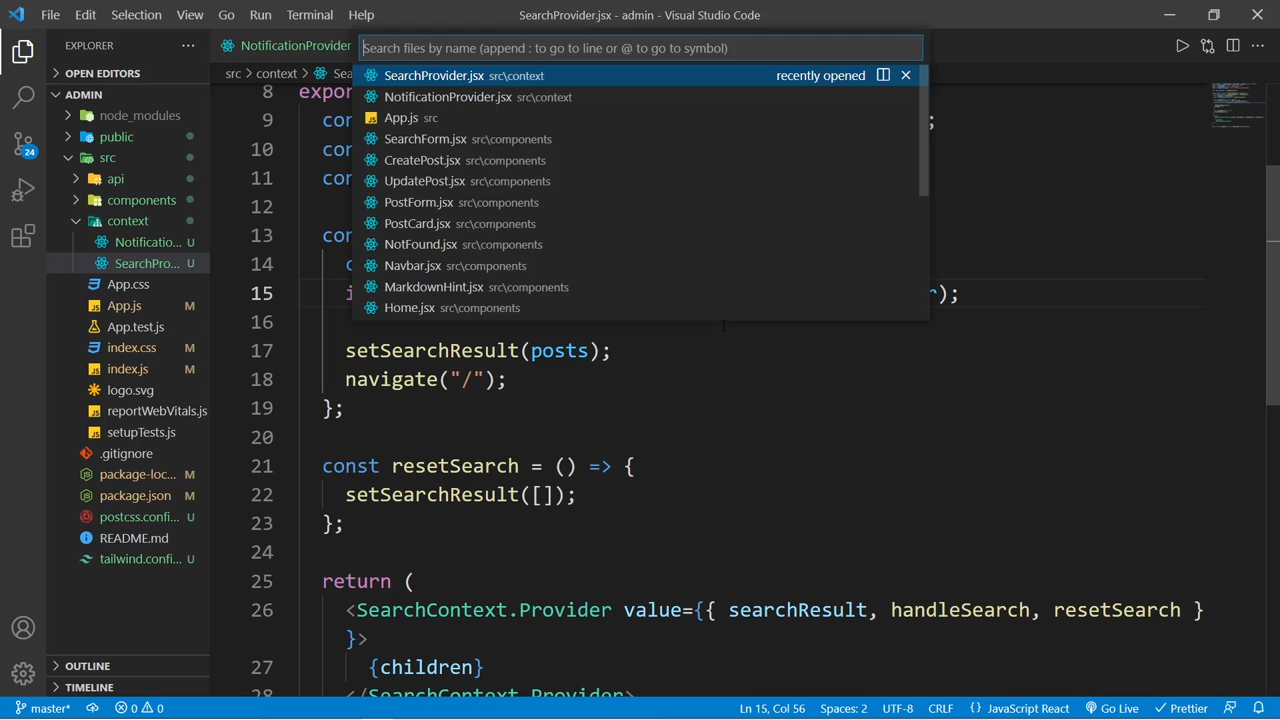 File Edit Selection View Go Run Terminal Help SearchProvider.jsx - admin - Visual Studio Code
EXPLORER
OPEN EDITORS
ADMIN
node_modules
public
src
api
components
context
Notificatio... U
SearchPro... U
App.css
App.js M
App.test.js
index.css M
index.js M
logo.svg
reportWebVitals.js
setupTests.js
.gitignore
package-loc... M
package.json M
postcss.confi... U
README.md
tailwind.confi... U
OUTLINE
TIMELINE
24
NotificationProvider
src > context >
Search files by name (append : to go to line or @ to go to symbol)
SearchProvider.jsx src\context recently opened
NotificationProvider.jsx src\context
App.js src
SearchForm.jsx src\components
CreatePost.jsx src\components
UpdatePost.jsx src\components
PostForm.jsx src\components
PostCard.jsx src\components
NotFound.jsx src\components
Navbar.jsx src\components
MarkdownHint.jsx src\components
Home.jsx src\components
8 expor
9 con ;
10 con
11 con
12
13 con
14 c
15 i r);
16
17 setSearchResult(posts);
18 navigate("/");
19 };
20
21 const resetSearch = () => {
22 setSearchResult([]);
23 };
24
25 return (
26 <SearchContext.Provider value={{ searchResult, handleSearch, resetSearch }
}>
27 {children}
28 </SearchContext.Provider>
master* 0 0 Ln 15, Col 56 Spaces: 2 UTF-8 CRLF { } JavaScript React Go Live Prettier